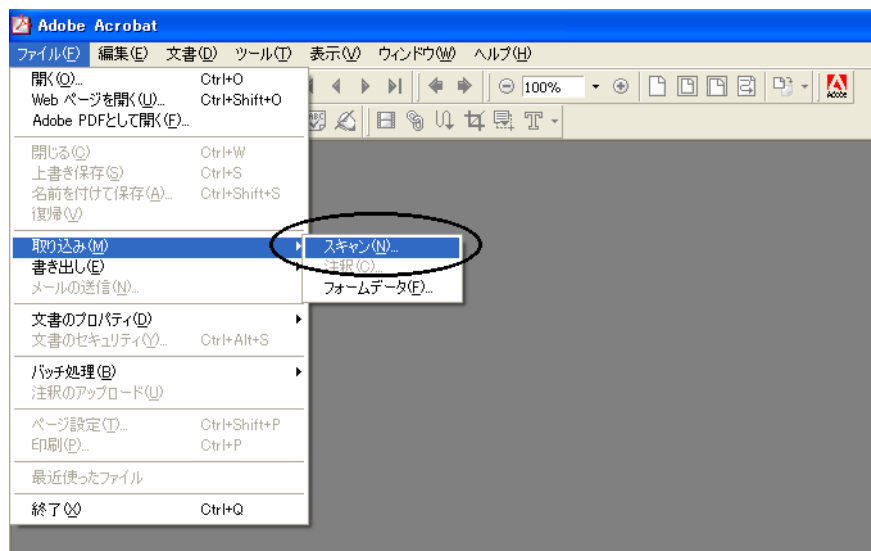 Adobe Acrobat
ファイル(F) 編集(E) 文書(D) ツール(T) 表示(V) ウィンドウ(W) ヘルプ(H)
100%
Adobe
開く(O)... Ctrl+O
Web ページを開く(U)... Ctrl+Shift+O
Adobe PDFとして開く(F)...
閉じる(C) Ctrl+W
上書き保存(S) Ctrl+S
名前を付けて保存(A)... Ctrl+Shift+S
復帰(V)
取り込み(M)
スキャン(N)...
書き出し(E)
注釈(C)...
メールの送信(N)...
フォームデータ(F)...
文書のプロパティ(D)
文書のセキュリティ(Y)... Ctrl+Alt+S
バッチ処理(B)
注釈のアップロード(U)
ページ設定(T)... Ctrl+Shift+P
印刷(P)... Ctrl+P
最近使ったファイル
終了(X) Ctrl+Q